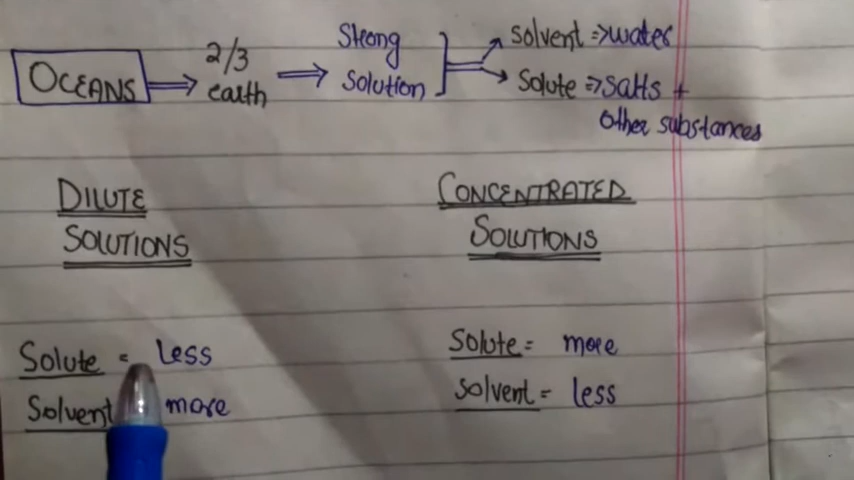 OCEANS => 2/3 earth => Strong Solution ] Solvent => water
Solute => Salts +
Other substances
DILUTE SOLUTIONS
CONCENTRATED SOLUTIONS
Solute = less
Solvent more
Solute = more
Solvent = less